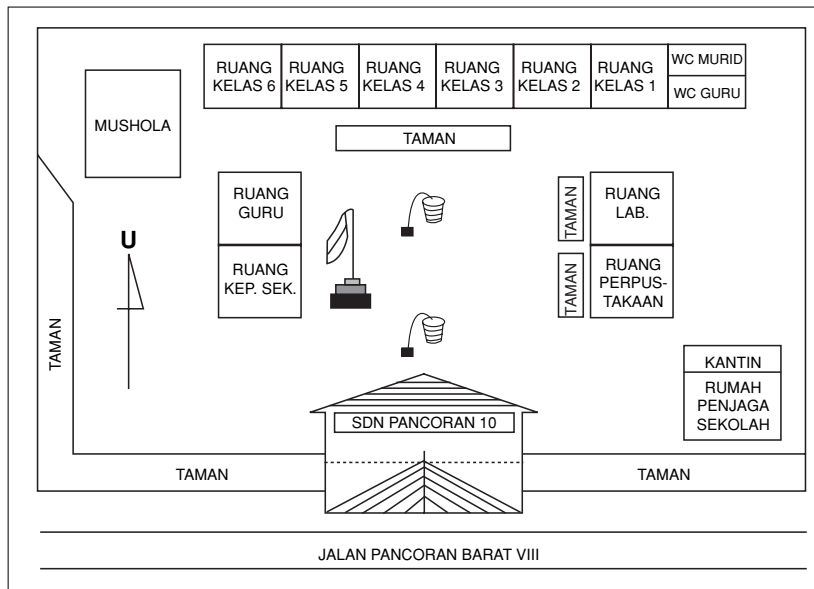 RUANG
KELAS 6
RUANG
KELAS 5
RUANG
KELAS 4
RUANG
KELAS 3
RUANG
KELAS 2
RUANG
KELAS 1
WC MURID
WC GURU
MUSHOLA
TAMAN
RUANG
GURU
TAMAN
RUANG
LAB.
U
RUANG
KEP. SEK.
TAMAN
RUANG
PERPUS-
TAKAAN
TAMAN
KANTIN
RUMAH
PENJAGA
SEKOLAH
SDN PANCORAN 10
TAMAN
TAMAN
JALAN PANCORAN BARAT VIII